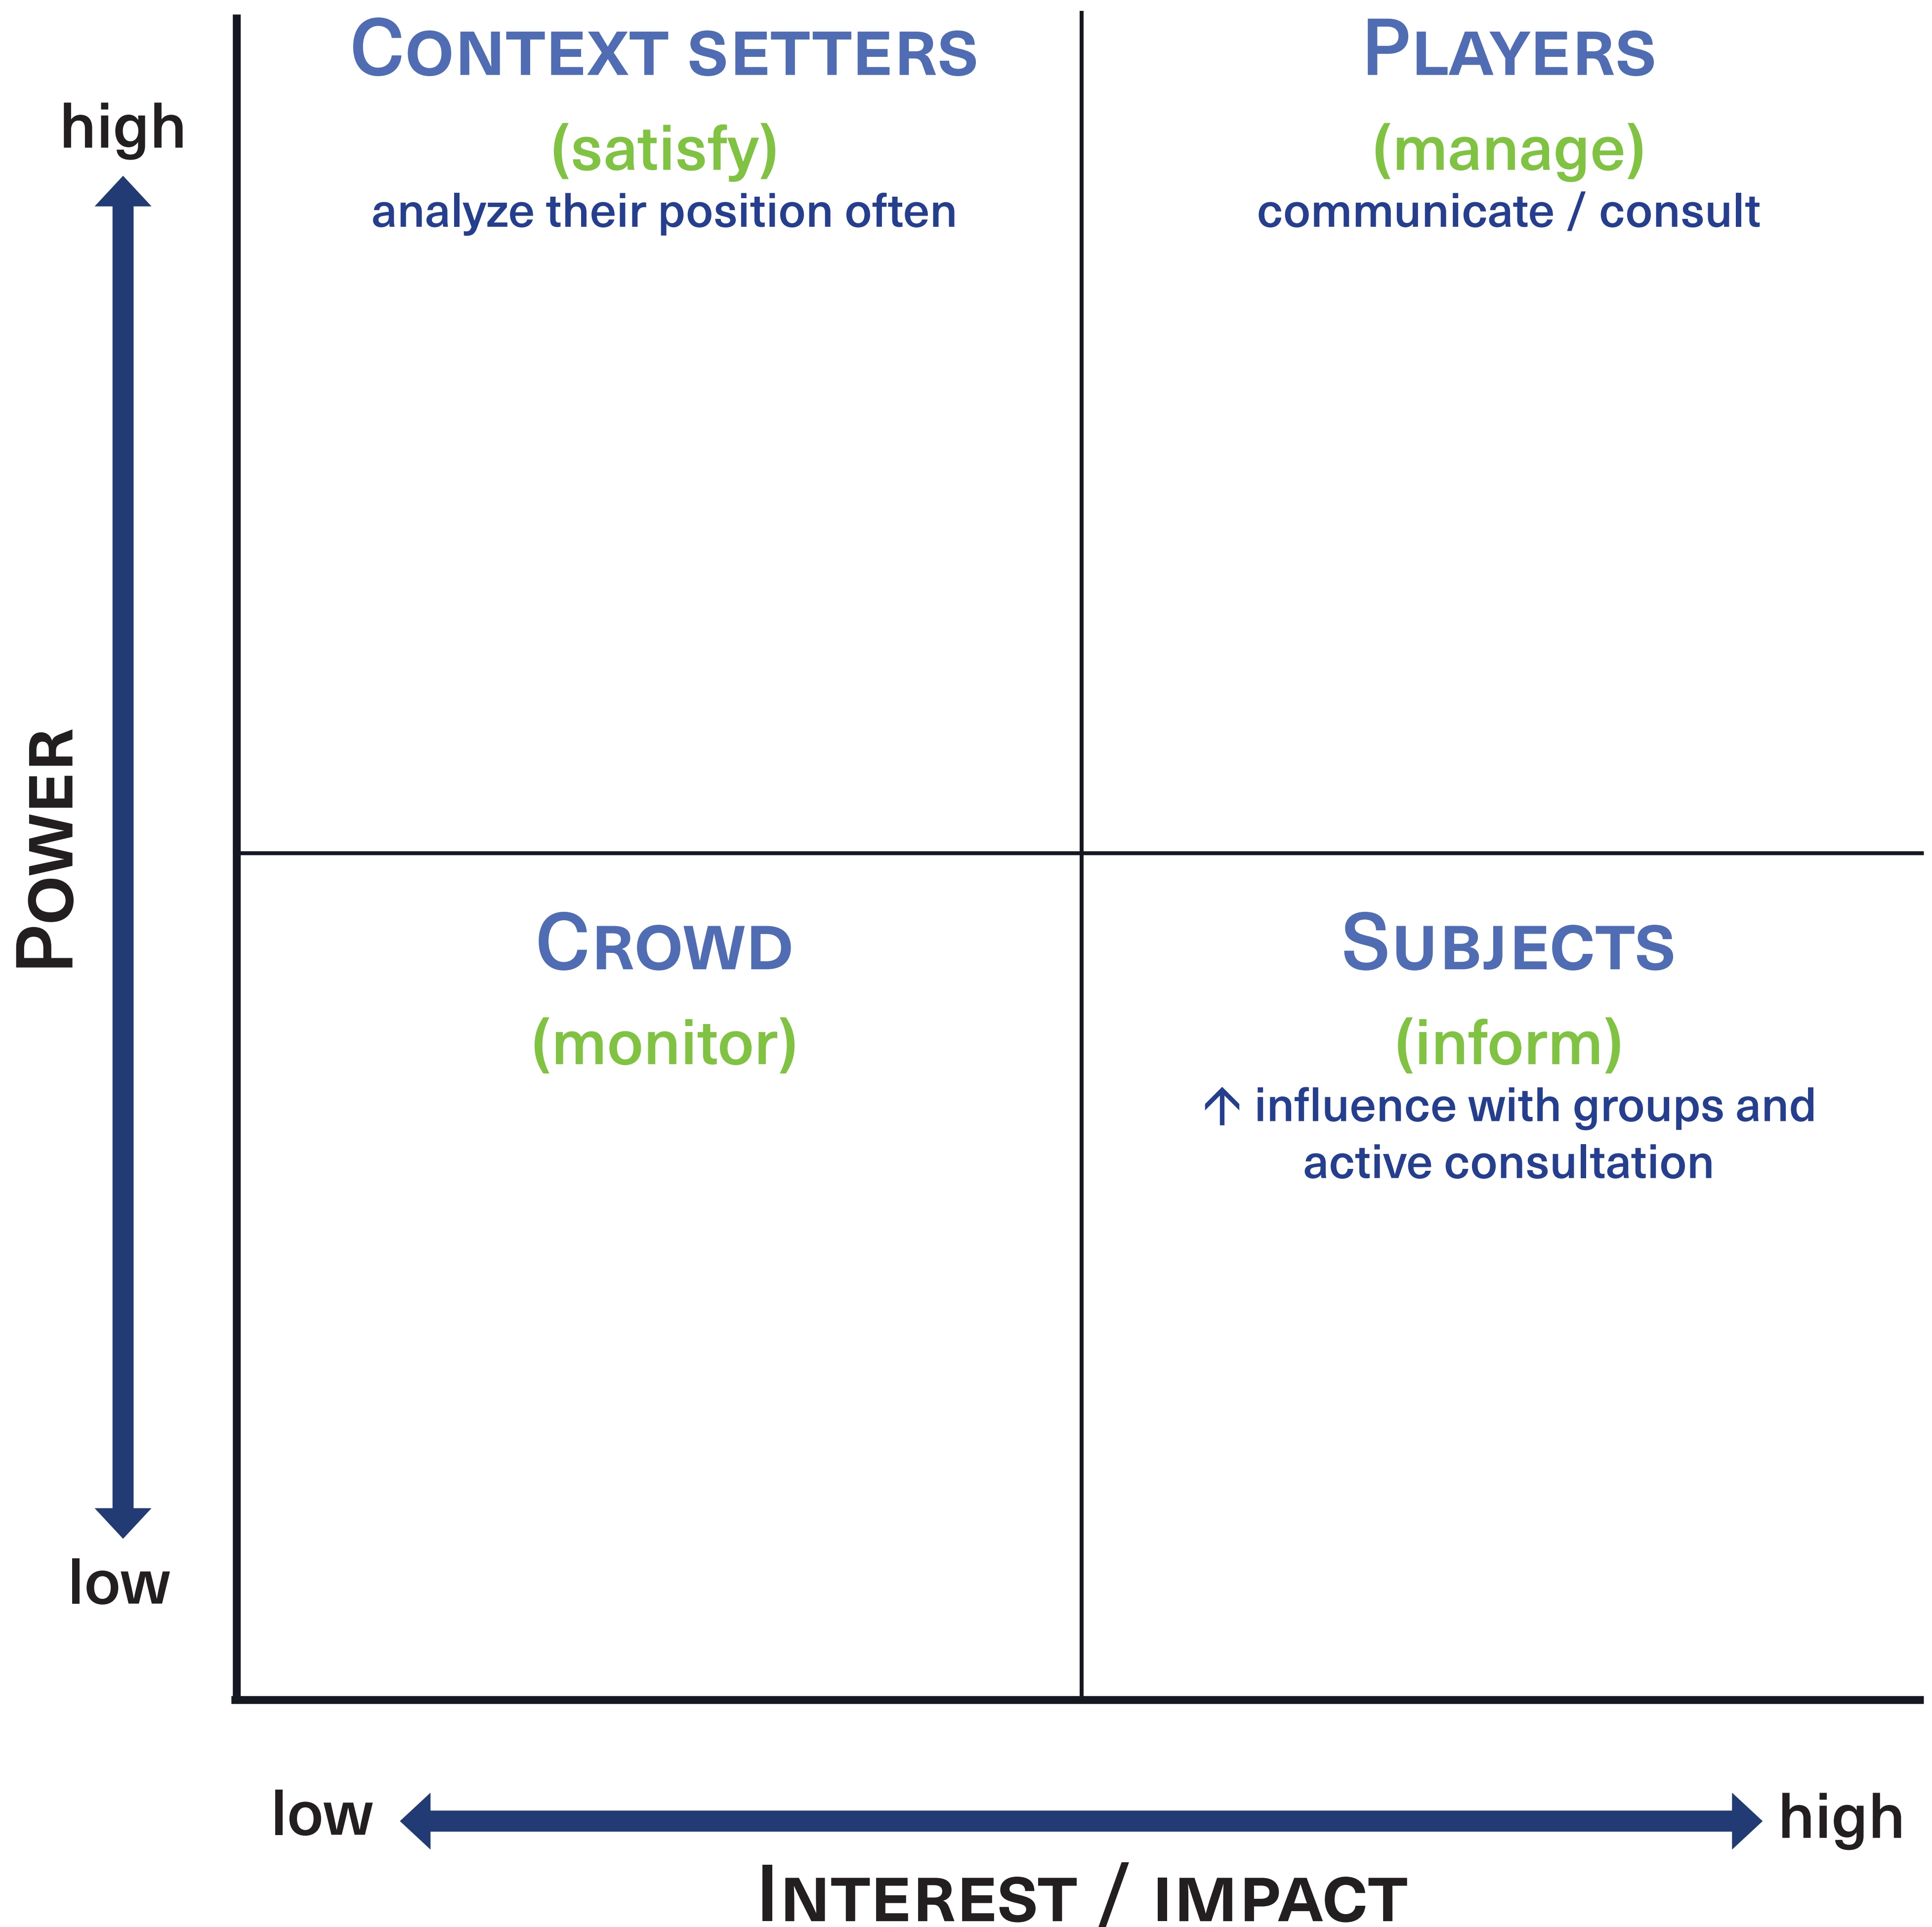 CONTEXT SETTERS
(satisfy)
analyze their position often
PLAYERS
(manage)
communicate / consult
high
POWER
low
CROWD
(monitor)
SUBJECTS
(inform)
↑ influence with groups and
active consultation
low
high
INTEREST / IMPACT